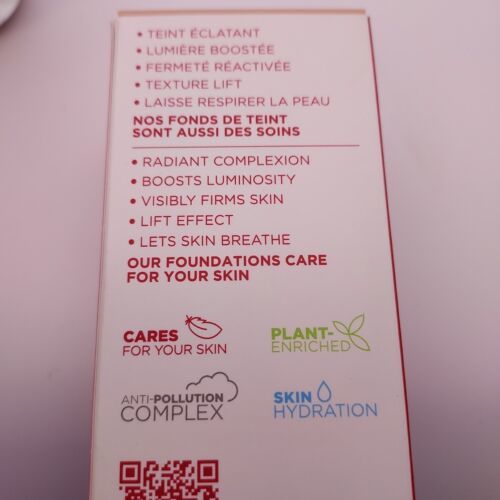 • TEINT ÉCLATANT
• LUMIÈRE BOOSTÉE
• FERMETÉ RÉACTIVÉE
• TEXTURE LIFT
• LAISSE RESPIRER LA PEAU
NOS FONDS DE TEINT
SONT AUSSI DES SOINS
• RADIANT COMPLEXION
• BOOSTS LUMINOSITY
• VISIBLY FIRMS SKIN
• LIFT EFFECT
• LETS SKIN BREATHE
OUR FOUNDATIONS CARE
FOR YOUR SKIN
CARES
FOR YOUR SKIN
PLANT-
ENRICHED
ANTI-POLLUTION
COMPLEX
SKIN
HYDRATION